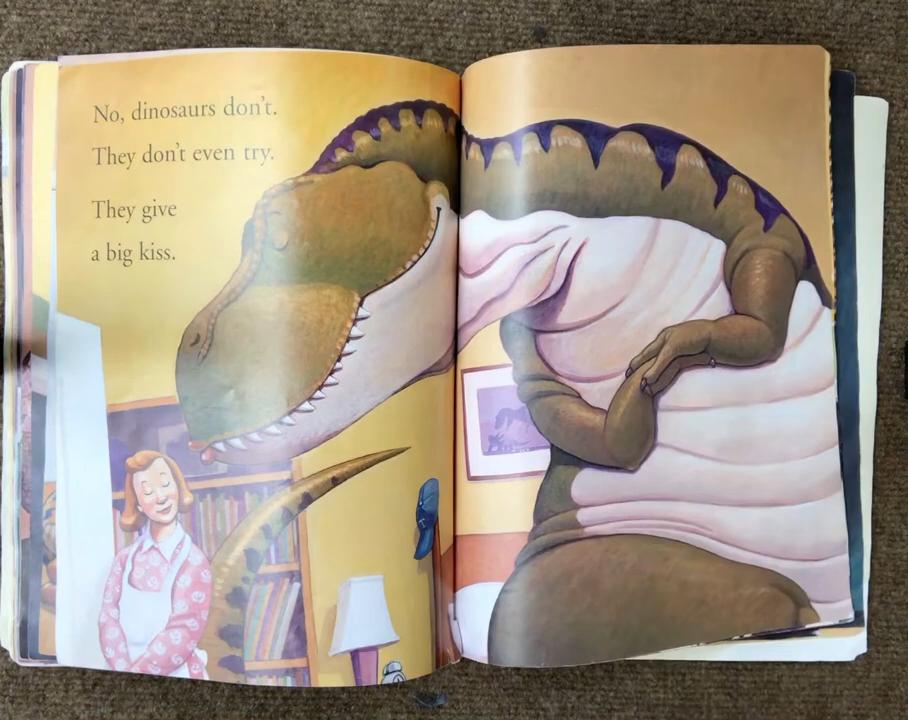 No, dinosaurs don't.
They don't even try.
They give
a big kiss.